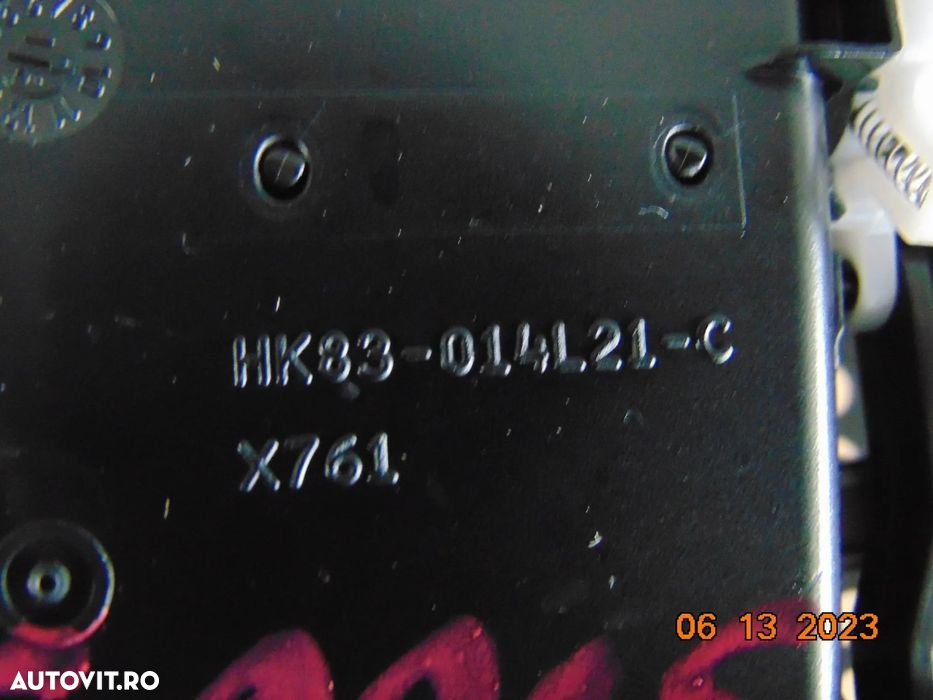 HK83-014L21-C
X761
06 13 2023
AUTOVIT.RO